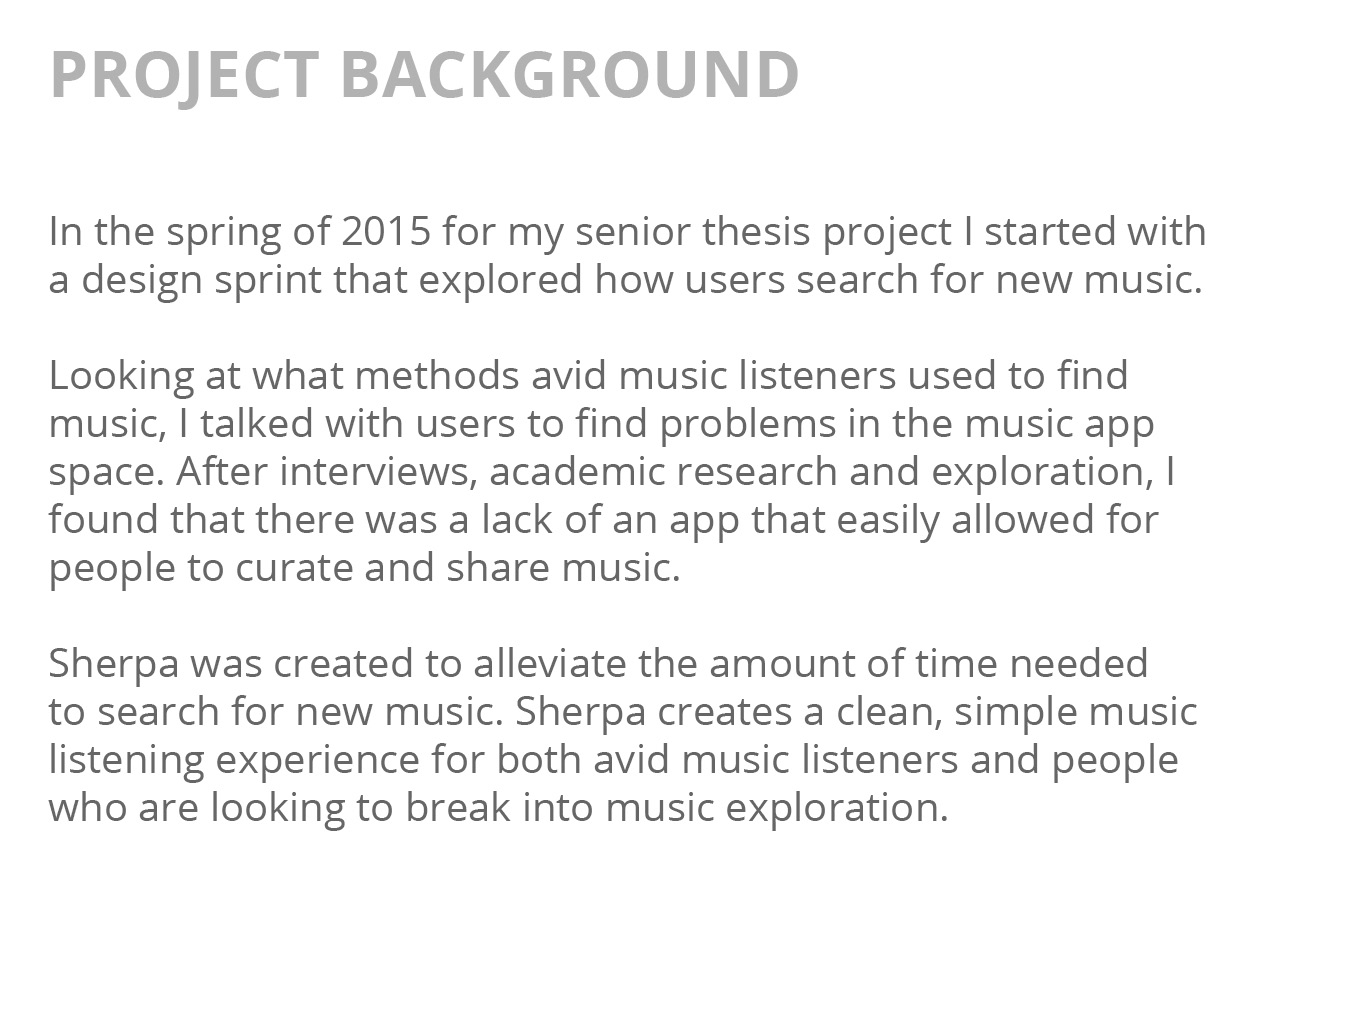 PROJECT BACKGROUND
In the spring of 2015 for my senior thesis project I started with
a design sprint that explored how users search for new music.
Looking at what methods avid music listeners used to find
music, I talked with users to find problems in the music app
space. After interviews, academic research and exploration, I
found that there was a lack of an app that easily allowed for
people to curate and share music.
Sherpa was created to alleviate the amount of time needed
to search for new music. Sherpa creates a clean, simple music
listening experience for both avid music listeners and people
who are looking to break into music exploration.